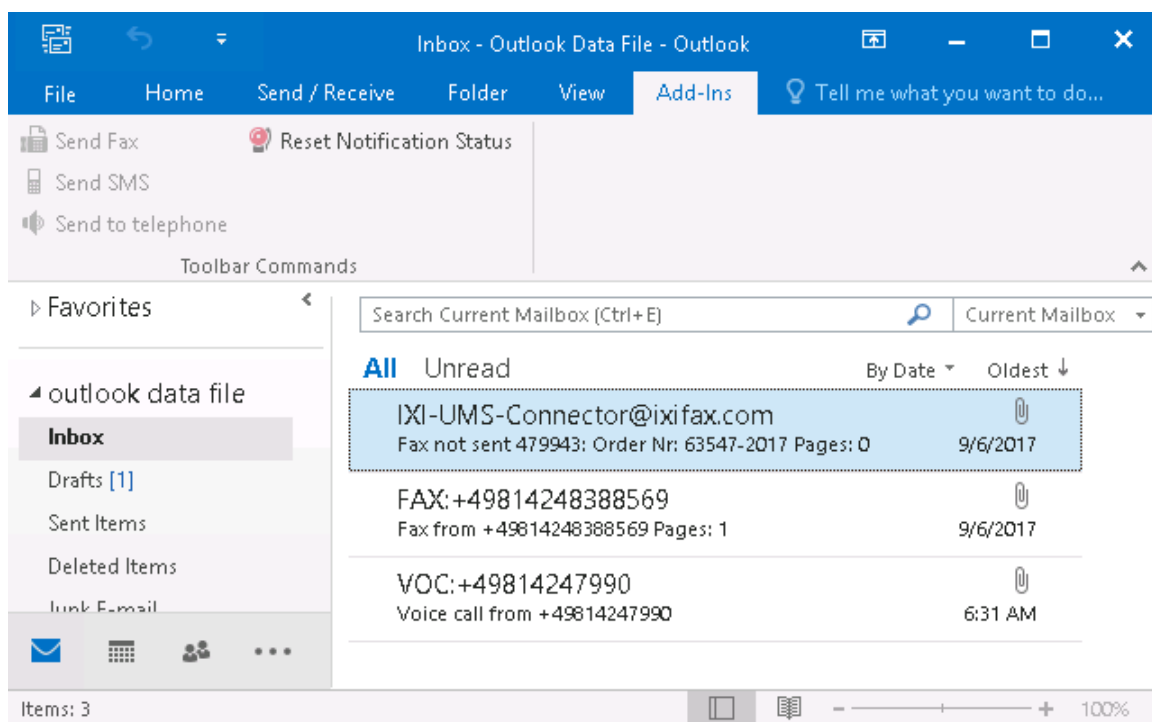 Inbox - Outlook Data File - Outlook
File Home Send / Receive Folder View Add-Ins Tell me what you want to do...
Send Fax Reset Notification Status
Send SMS
Send to telephone
Toolbar Commands
Favorites
Search Current Mailbox (Ctrl+E) Current Mailbox
All Unread By Date Oldest
outlook data file
Inbox
Drafts [1]
Sent Items
Deleted Items
Junk E-mail
IXI-UMS-Connector@ixifax.com
Fax not sent 479943: Order Nr: 63547-2017 Pages: 0 9/6/2017
FAX:+49814248388569
Fax from +49814248388569 Pages: 1 9/6/2017
VOC:+49814247990
Voice call from +49814247990 6:31 AM
Items: 3 100%